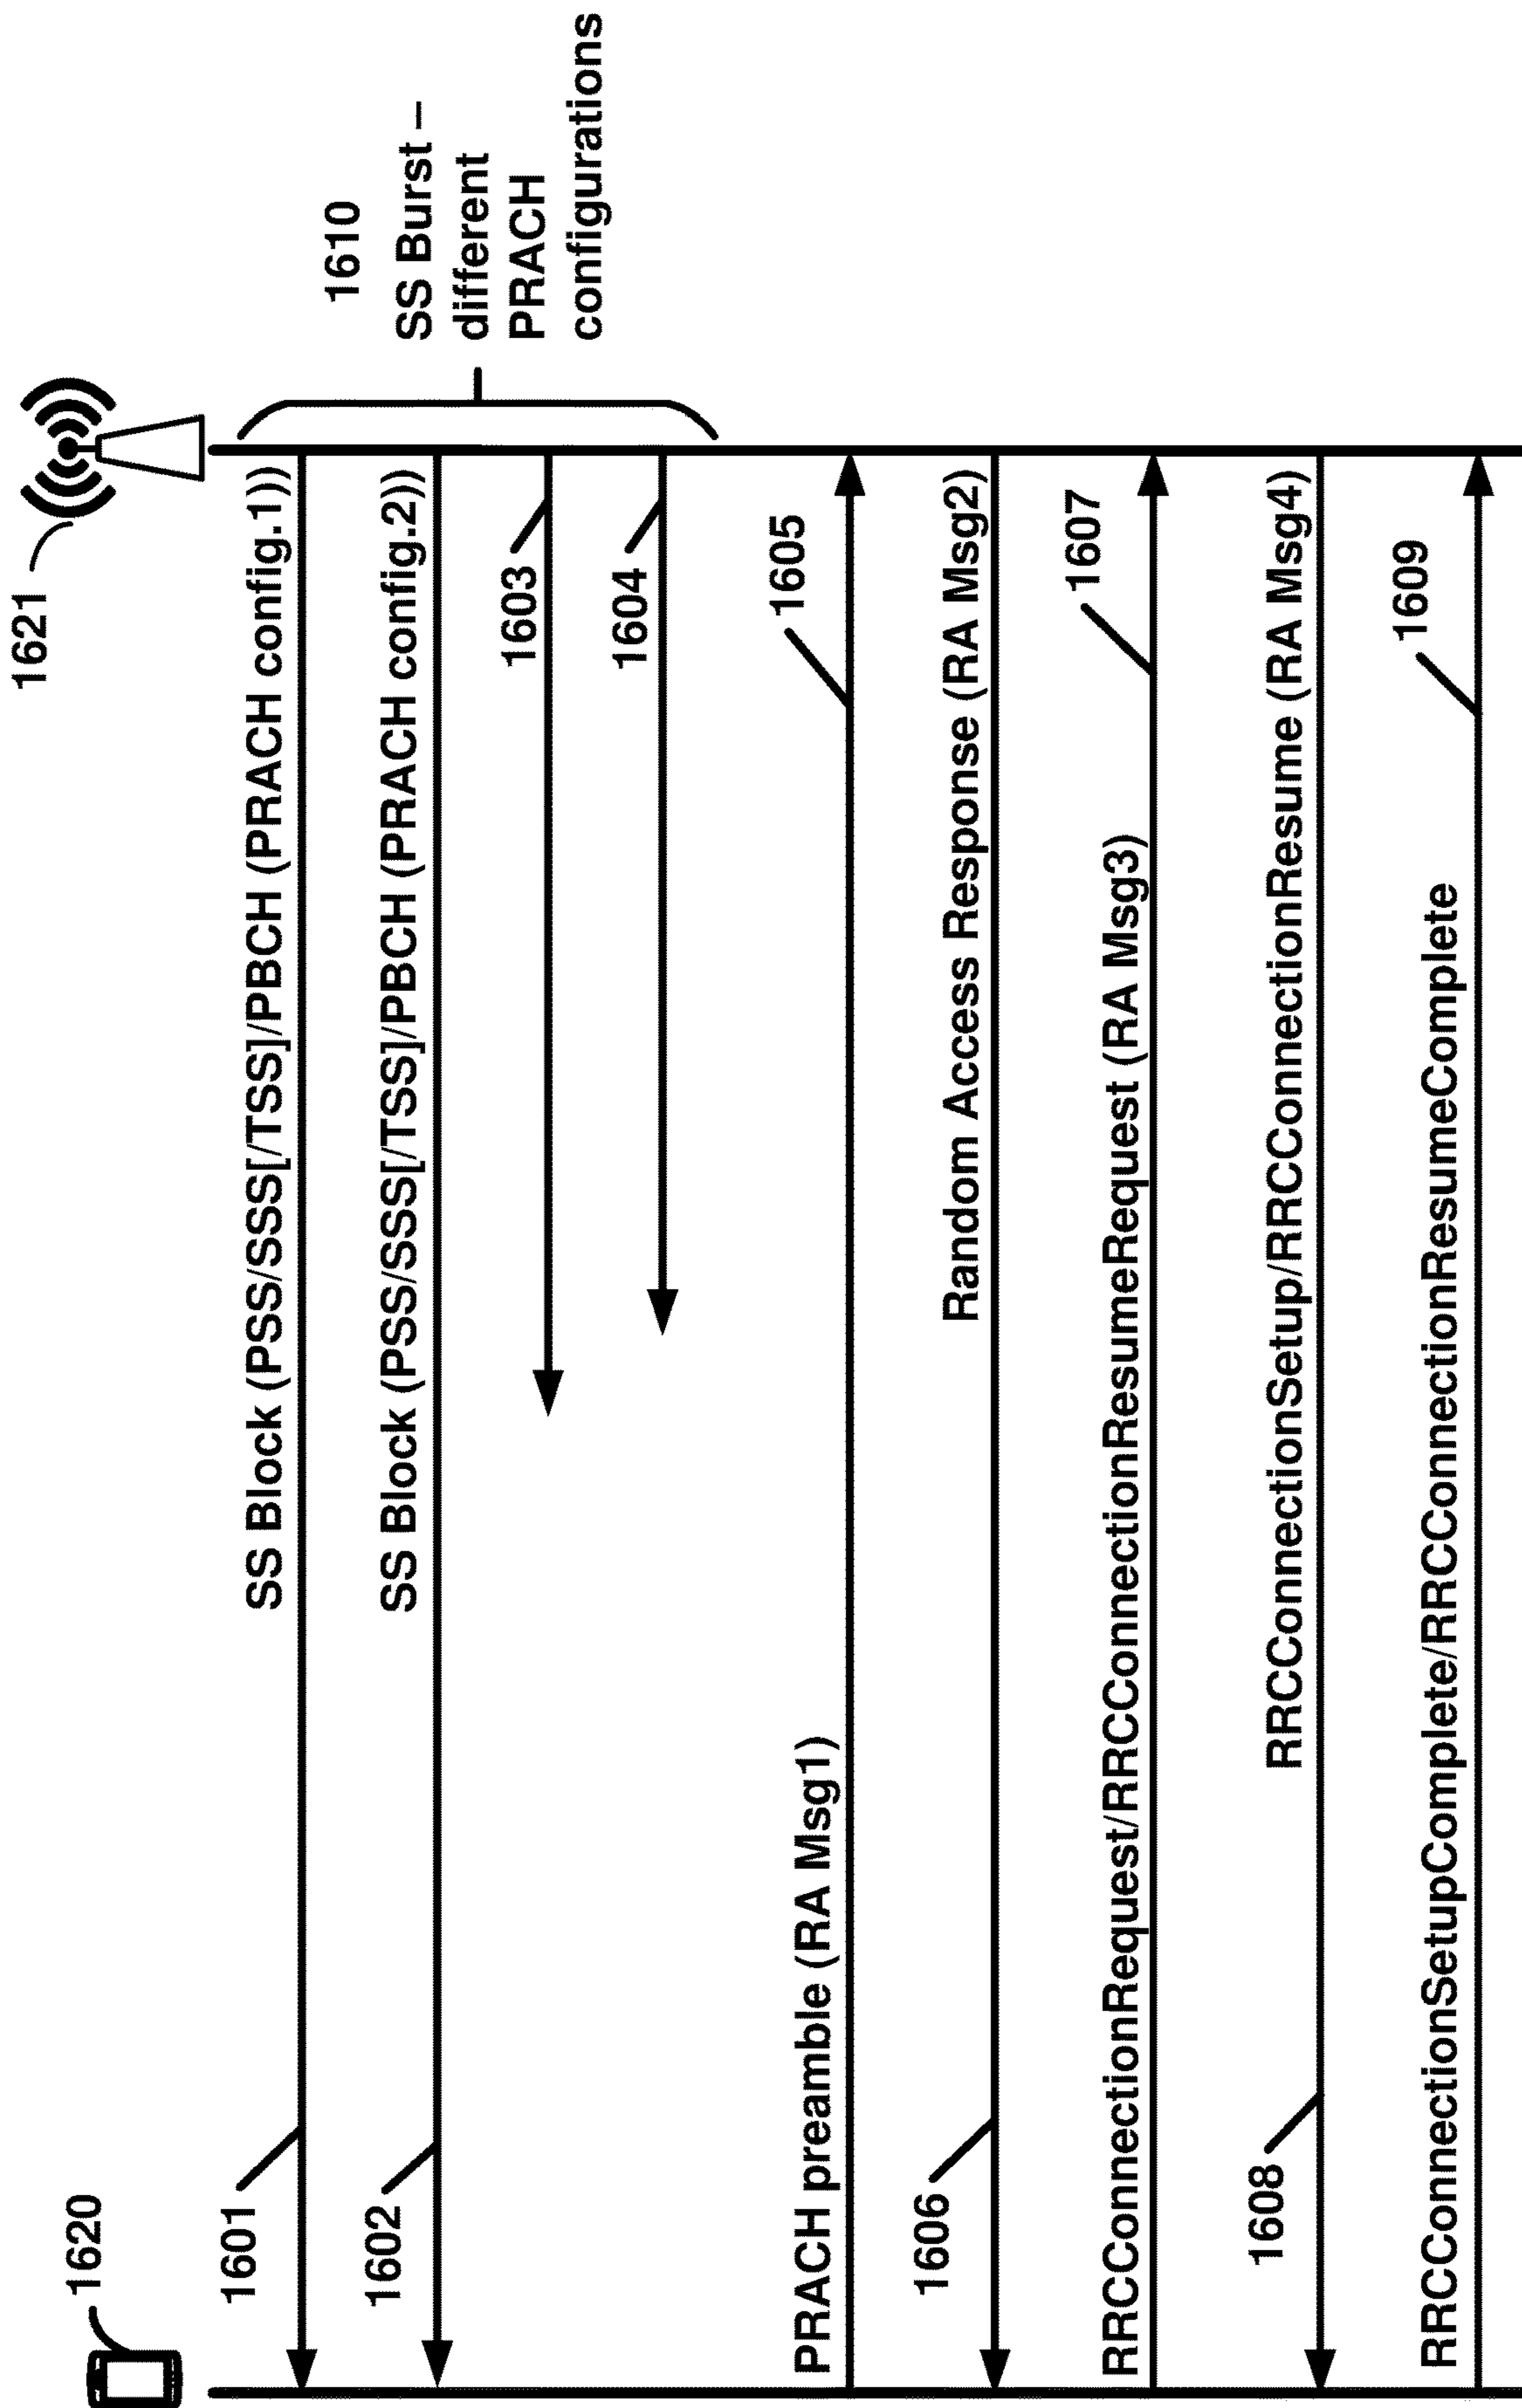 1620
1621
1601
SS Block (PSS/SSS[/TSS]/PBCH (PRACH config.1))
1602
SS Block (PSS/SSS[/TSS]/PBCH (PRACH config.2))
1603
1604
1610
SS Burst –
different
PRACH
configurations
PRACH preamble (RA Msg1)
1605
1606
Random Access Response (RA Msg2)
RRCConnectionRequest/RRCConnectionResumeRequest (RA Msg3)
1607
1608
RRCConnectionSetup/RRCConnectionResume (RA Msg4)
RRCConnectionSetupComplete/RRCConnectionResumeComplete
1609